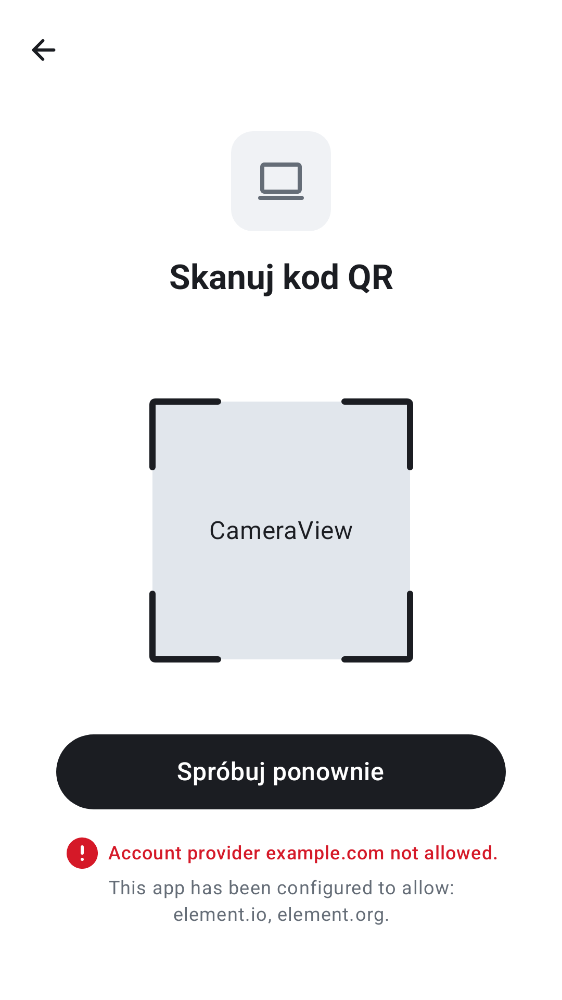 Skanuj kod QR
CameraView
Spróbuj ponownie
Account provider example.com not allowed.
This app has been configured to allow:
element.io, element.org.